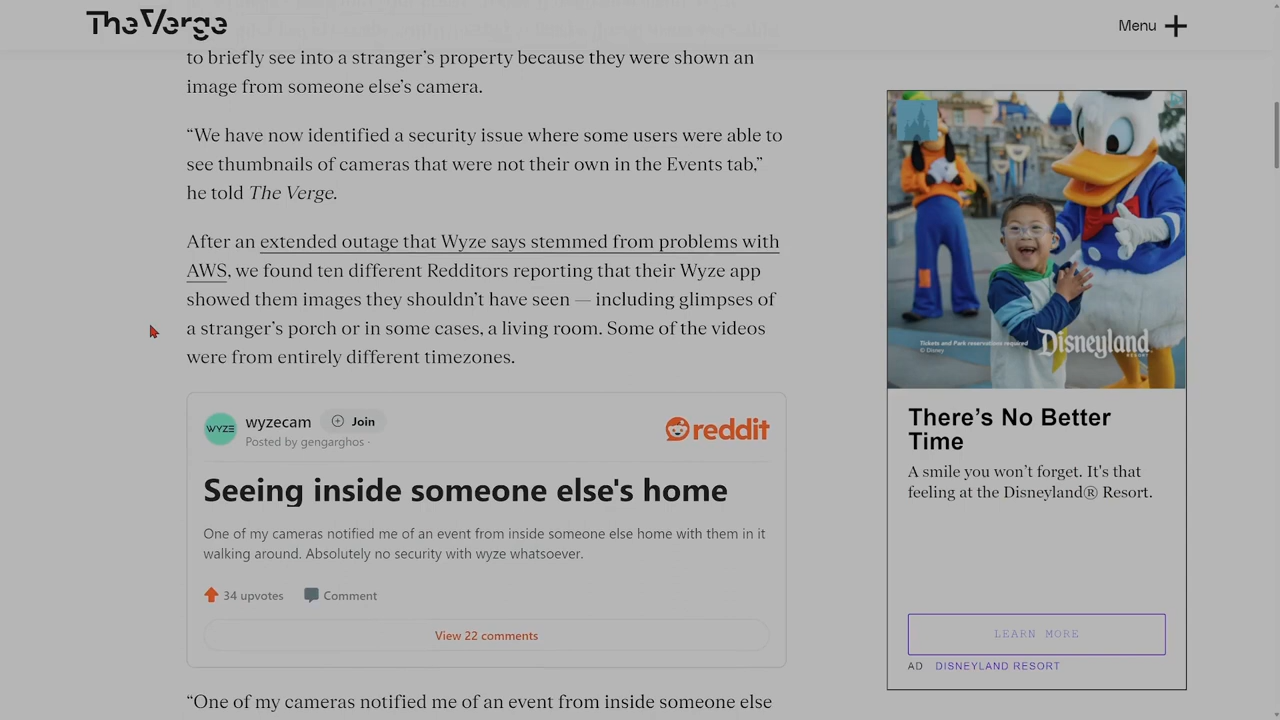 The Verge
Menu
to briefly see into a stranger’s property because they were shown an
image from someone else’s camera.
“We have now identified a security issue where some users were able to
see thumbnails of cameras that were not their own in the Events tab,”
he told The Verge.
After an extended outage that Wyze says stemmed from problems with
AWS, we found ten different Redditors reporting that their Wyze app
showed them images they shouldn’t have seen — including glimpses of
a stranger’s porch or in some cases, a living room. Some of the videos
were from entirely different timezones.
WYZE
wyzecam
Join
Posted by gengarghos ·
reddit
Seeing inside someone else's home
One of my cameras notified me of an event from inside someone else home with them in it
walking around. Absolutely no security with wyze whatsoever.
34 upvotes
Comment
View 22 comments
“One of my cameras notified me of an event from inside someone else
Tickets and Park reservations required
© Disney
Disneyland
RESORT
There’s No Better
Time
A smile you won’t forget. It's that
feeling at the Disneyland® Resort.
LEARN MORE
AD DISNEYLAND RESORT